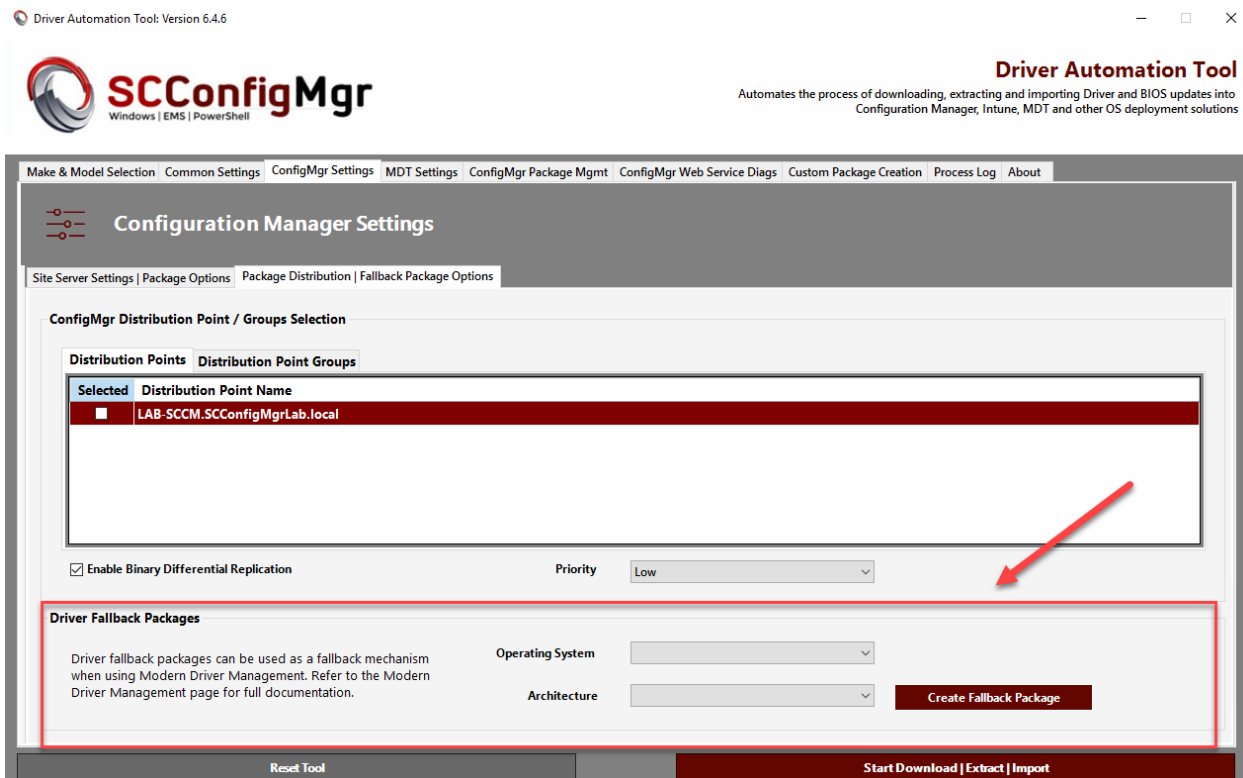 Driver Automation Tool: Version 6.4.6
SCConfigMgr
Windows | EMS | PowerShell
Driver Automation Tool
Automates the process of downloading, extracting and importing Driver and BIOS updates into
Configuration Manager, Intune, MDT and other OS deployment solutions
Make & Model Selection Common Settings ConfigMgr Settings MDT Settings ConfigMgr Package Mgmt ConfigMgr Web Service Diags Custom Package Creation Process Log About
Configuration Manager Settings
Site Server Settings | Package Options Package Distribution | Fallback Package Options
ConfigMgr Distribution Point / Groups Selection
Distribution Points Distribution Point Groups
Selected Distribution Point Name
LAB-SCCM.SCConfigMgrLab.local
Enable Binary Differential Replication Priority Low
Driver Fallback Packages
Driver fallback packages can be used as a fallback mechanism
when using Modern Driver Management. Refer to the Modern
Driver Management page for full documentation.
Operating System
Architecture
Create Fallback Package
Reset Tool Start Download | Extract | Import